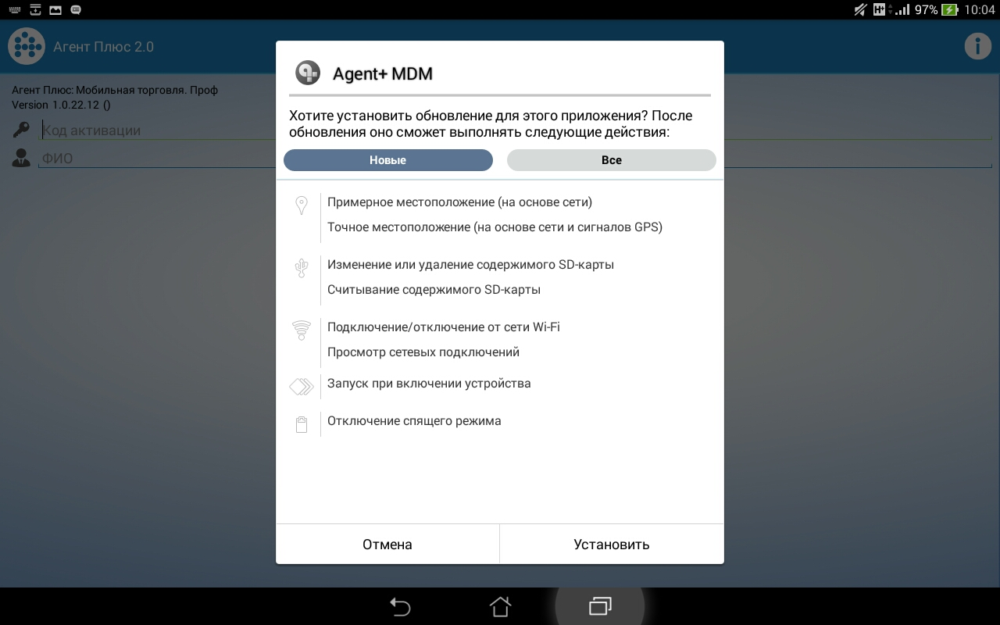 97% 10:04
Агент Плюс 2.0
Агент Плюс: Мобильная торговля. Проф
Version 1.0.22.12 ()
Код активации
ФИО
Agent+ MDM
Хотите установить обновление для этого приложения? После
обновления оно сможет выполнять следующие действия:
Новые
Все
Примерное местоположение (на основе сети)
Точное местоположение (на основе сети и сигналов GPS)
Изменение или удаление содержимого SD-карты
Считывание содержимого SD-карты
Подключение/отключение от сети Wi-Fi
Просмотр сетевых подключений
Запуск при включении устройства
Отключение спящего режима
Отмена
Установить